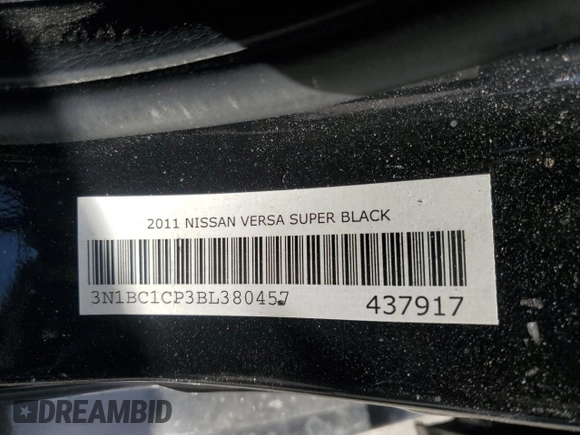 2011 NISSAN VERSA SUPER BLACK
3N1BC1CP3BL380457
437917
DREAMBID